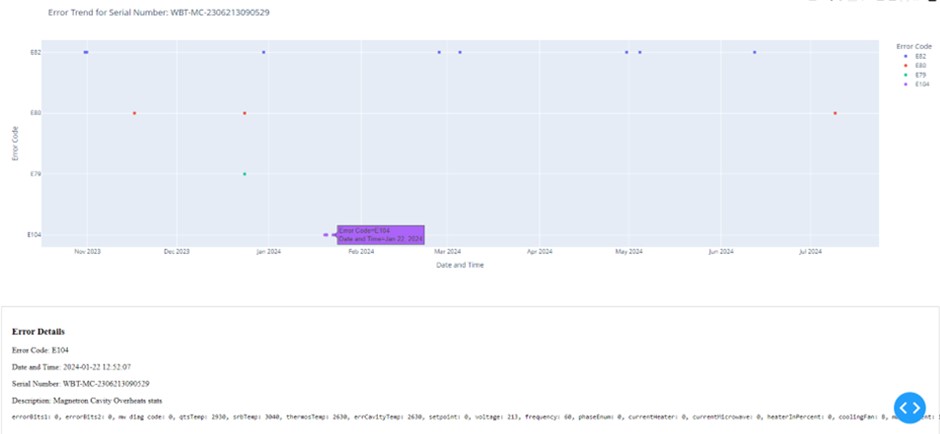 Error Trend for Serial Number: WBT-MC-2306213090529
Error Code
E82
E80
E79
E104
Error Code
E82
E80
E79
E104
Error Code=E104
Date and Time=Jan 22, 2024
Nov 2023 Dec 2023 Jan 2024 Feb 2024 Mar 2024 Apr 2024 May 2024 Jun 2024 Jul 2024
Date and Time
Error Details
Error Code: E104
Date and Time: 2024-01-22 12:52:07
Serial Number: WBT-MC-2306213090529
Description: Magnetron Cavity Overheats stats
errorBits1: 0, errorBits2: 0, mw diag code: 0, qtsTemp: 2930, srbTemp: 3040, thermosTemp: 2630, errCavityTemp: 2630, setpoint: 0, voltage: 213, frequency: 60, phaseEnum: 0, currentHeater: 0, currentMicrowave: 0, heaterInPercent: 0, coolingFan: 0,